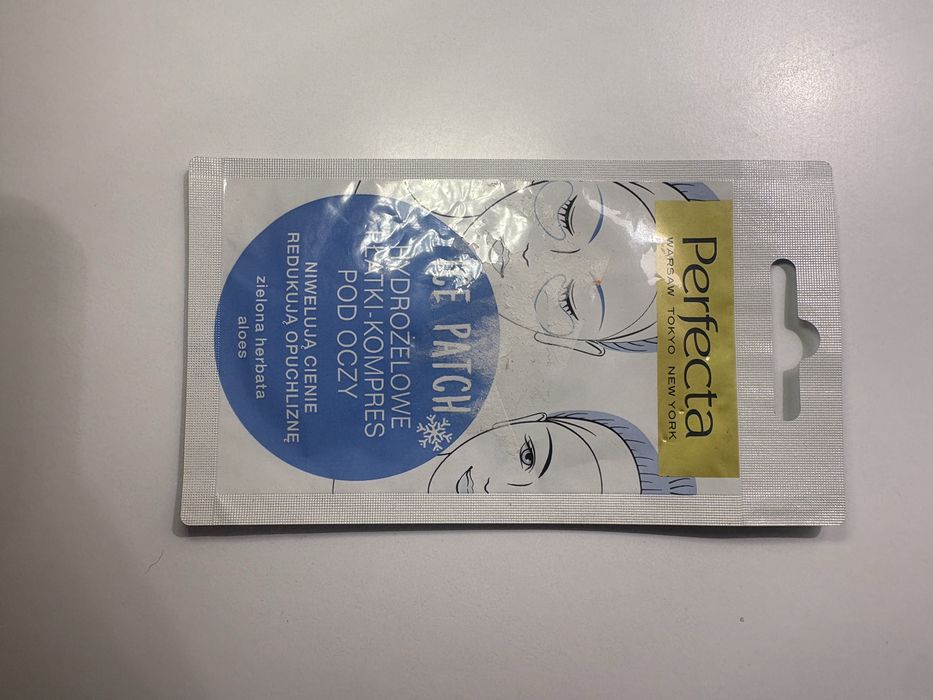 Perfecta
WARSAW TOKYO NEW YORK
ICE PATCH
HYDROŻELOWE
PŁATKI-KOMPRES
POD OCZY
NIWELUJĄ CIENIE
REDUKUJĄ OPUCHLIZNĘ
zielona herbata
aloes